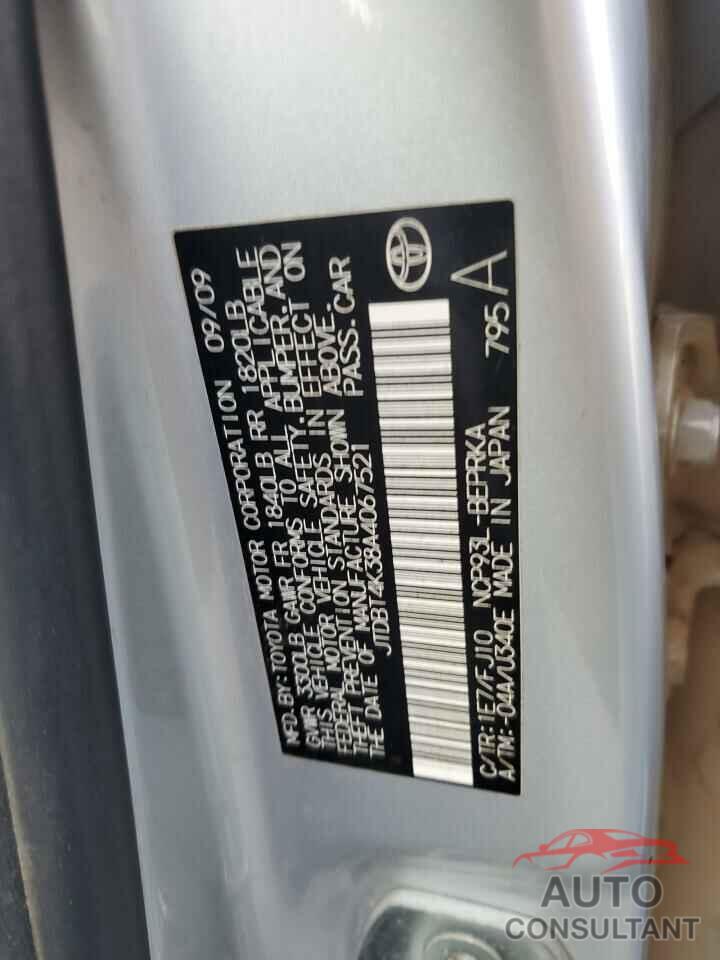 MFD.BY:TOYOTA MOTOR CORPORATION 09/09
GVWR 3300LB GAWR FR 1840LB RR 1820LB
THIS VEHICLE CONFORMS TO ALL APPLICABLE
FEDERAL MOTOR VEHICLE SAFETY,BUMPER,AND
THEFT PREVENTION STANDARDS IN EFFECT ON
THE DATE OF MANUFACTURE SHOWN ABOVE.
JTDBT4K38A4067521 PASS.CAR
C/TR:1E7/FJ10 NCP93L-BEPRKA
A/TM:-04A/U340E MADE IN JAPAN 795 A
AUTO
CONSULTANT